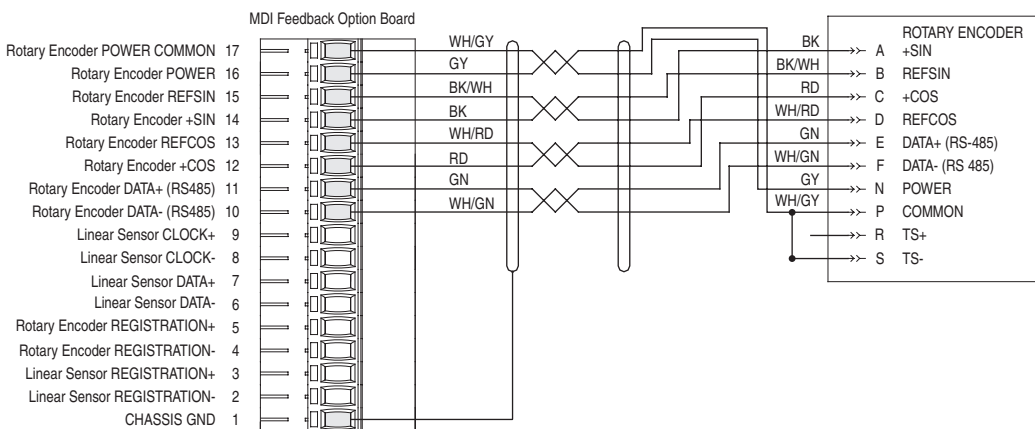 MDI Feedback Option Board
Rotary Encoder POWER COMMON 17
Rotary Encoder POWER 16
Rotary Encoder REFSIN 15
Rotary Encoder +SIN 14
Rotary Encoder REFCOS 13
Rotary Encoder +COS 12
Rotary Encoder DATA+ (RS485) 11
Rotary Encoder DATA- (RS485) 10
Linear Sensor CLOCK+ 9
Linear Sensor CLOCK- 8
Linear Sensor DATA+ 7
Linear Sensor DATA- 6
Rotary Encoder REGISTRATION+ 5
Rotary Encoder REGISTRATION- 4
Linear Sensor REGISTRATION+ 3
Linear Sensor REGISTRATION- 2
CHASSIS GND 1
WH/GY
GY
BK/WH
BK
WH/RD
RD
GN
WH/GN
BK
BK/WH
RD
WH/RD
GN
WH/GN
GY
WH/GY
ROTARY ENCODER
A +SIN
B REFSIN
C +COS
D REFCOS
E DATA+ (RS-485)
F DATA- (RS 485)
N POWER
P COMMON
R TS+
S TS-